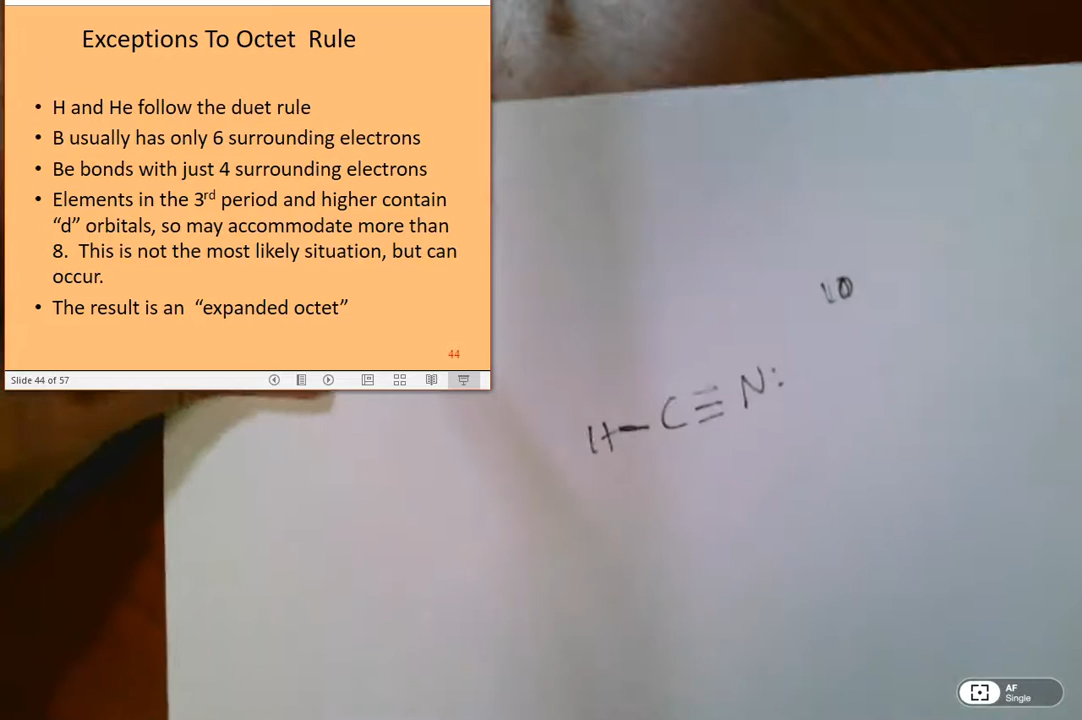 Exceptions To Octet Rule
• H and He follow the duet rule
• B usually has only 6 surrounding electrons
• Be bonds with just 4 surrounding electrons
• Elements in the 3rd period and higher contain
"d" orbitals, so may accommodate more than
8. This is not the most likely situation, but can
occur.
• The result is an "expanded octet"
44
Slide 44 of 57
10
H-C≡N:
AF
Single